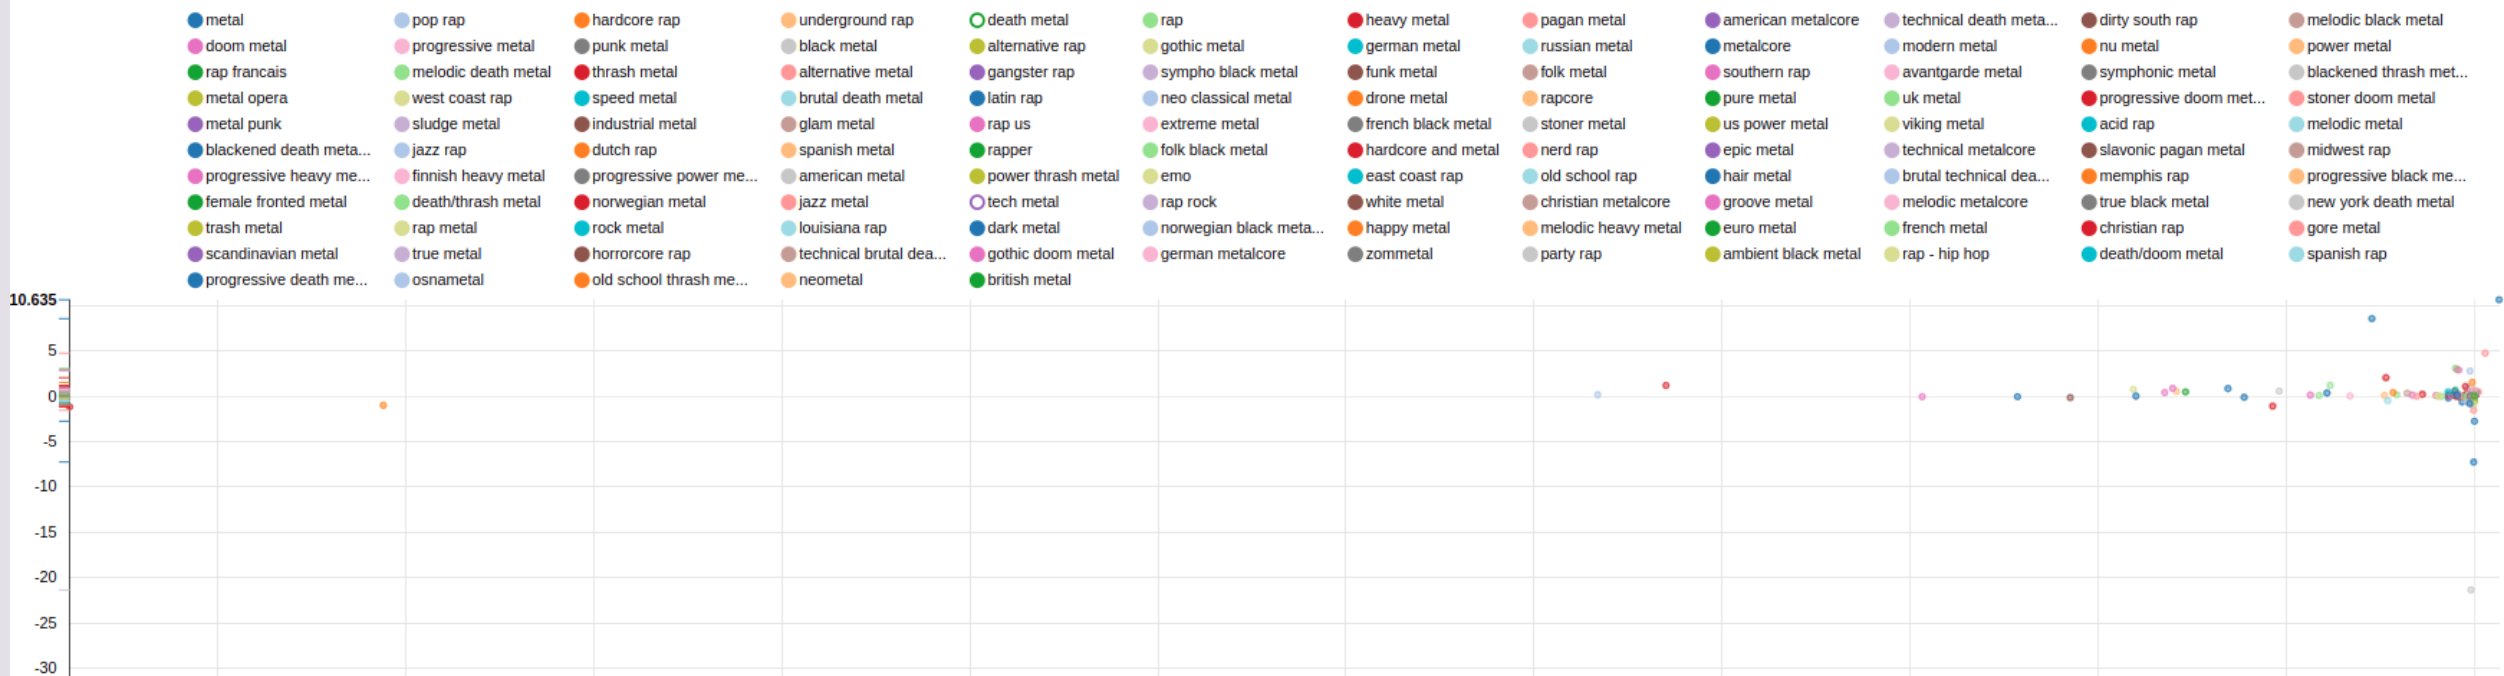 metal pop rap hardcore rap underground rap death metal rap heavy metal pagan metal american metalcore technical death meta... dirty south rap melodic black metal
doom metal progressive metal punk metal black metal alternative rap gothic metal german metal russian metal metalcore modern metal nu metal power metal
rap francais melodic death metal thrash metal alternative metal gangster rap sympho black metal funk metal folk metal southern rap avantgarde metal symphonic metal blackened thrash met...
metal opera west coast rap speed metal brutal death metal latin rap neo classical metal drone metal rapcore pure metal uk metal progressive doom met... stoner doom metal
metal punk sludge metal industrial metal glam metal rap us extreme metal french black metal stoner metal us power metal viking metal acid rap melodic metal
blackened death meta... jazz rap dutch rap spanish metal rapper folk black metal hardcore and metal nerd rap epic metal technical metalcore slavonic pagan metal midwest rap
progressive heavy me... finnish heavy metal progressive power me... american metal power thrash metal emo east coast rap old school rap hair metal brutal technical dea... memphis rap progressive black me...
female fronted metal death/thrash metal norwegian metal jazz metal tech metal rap rock white metal christian metalcore groove metal melodic metalcore true black metal new york death metal
trash metal rap metal rock metal louisiana rap dark metal norwegian black meta... happy metal melodic heavy metal euro metal french metal christian rap gore metal
scandinavian metal true metal horrorcore rap technical brutal dea... gothic doom metal german metalcore zommetal party rap ambient black metal rap - hip hop death/doom metal spanish rap
progressive death me... osnametal old school thrash me... neometal british metal
10.635
5
0
-5
-10
-15
-20
-25
-30